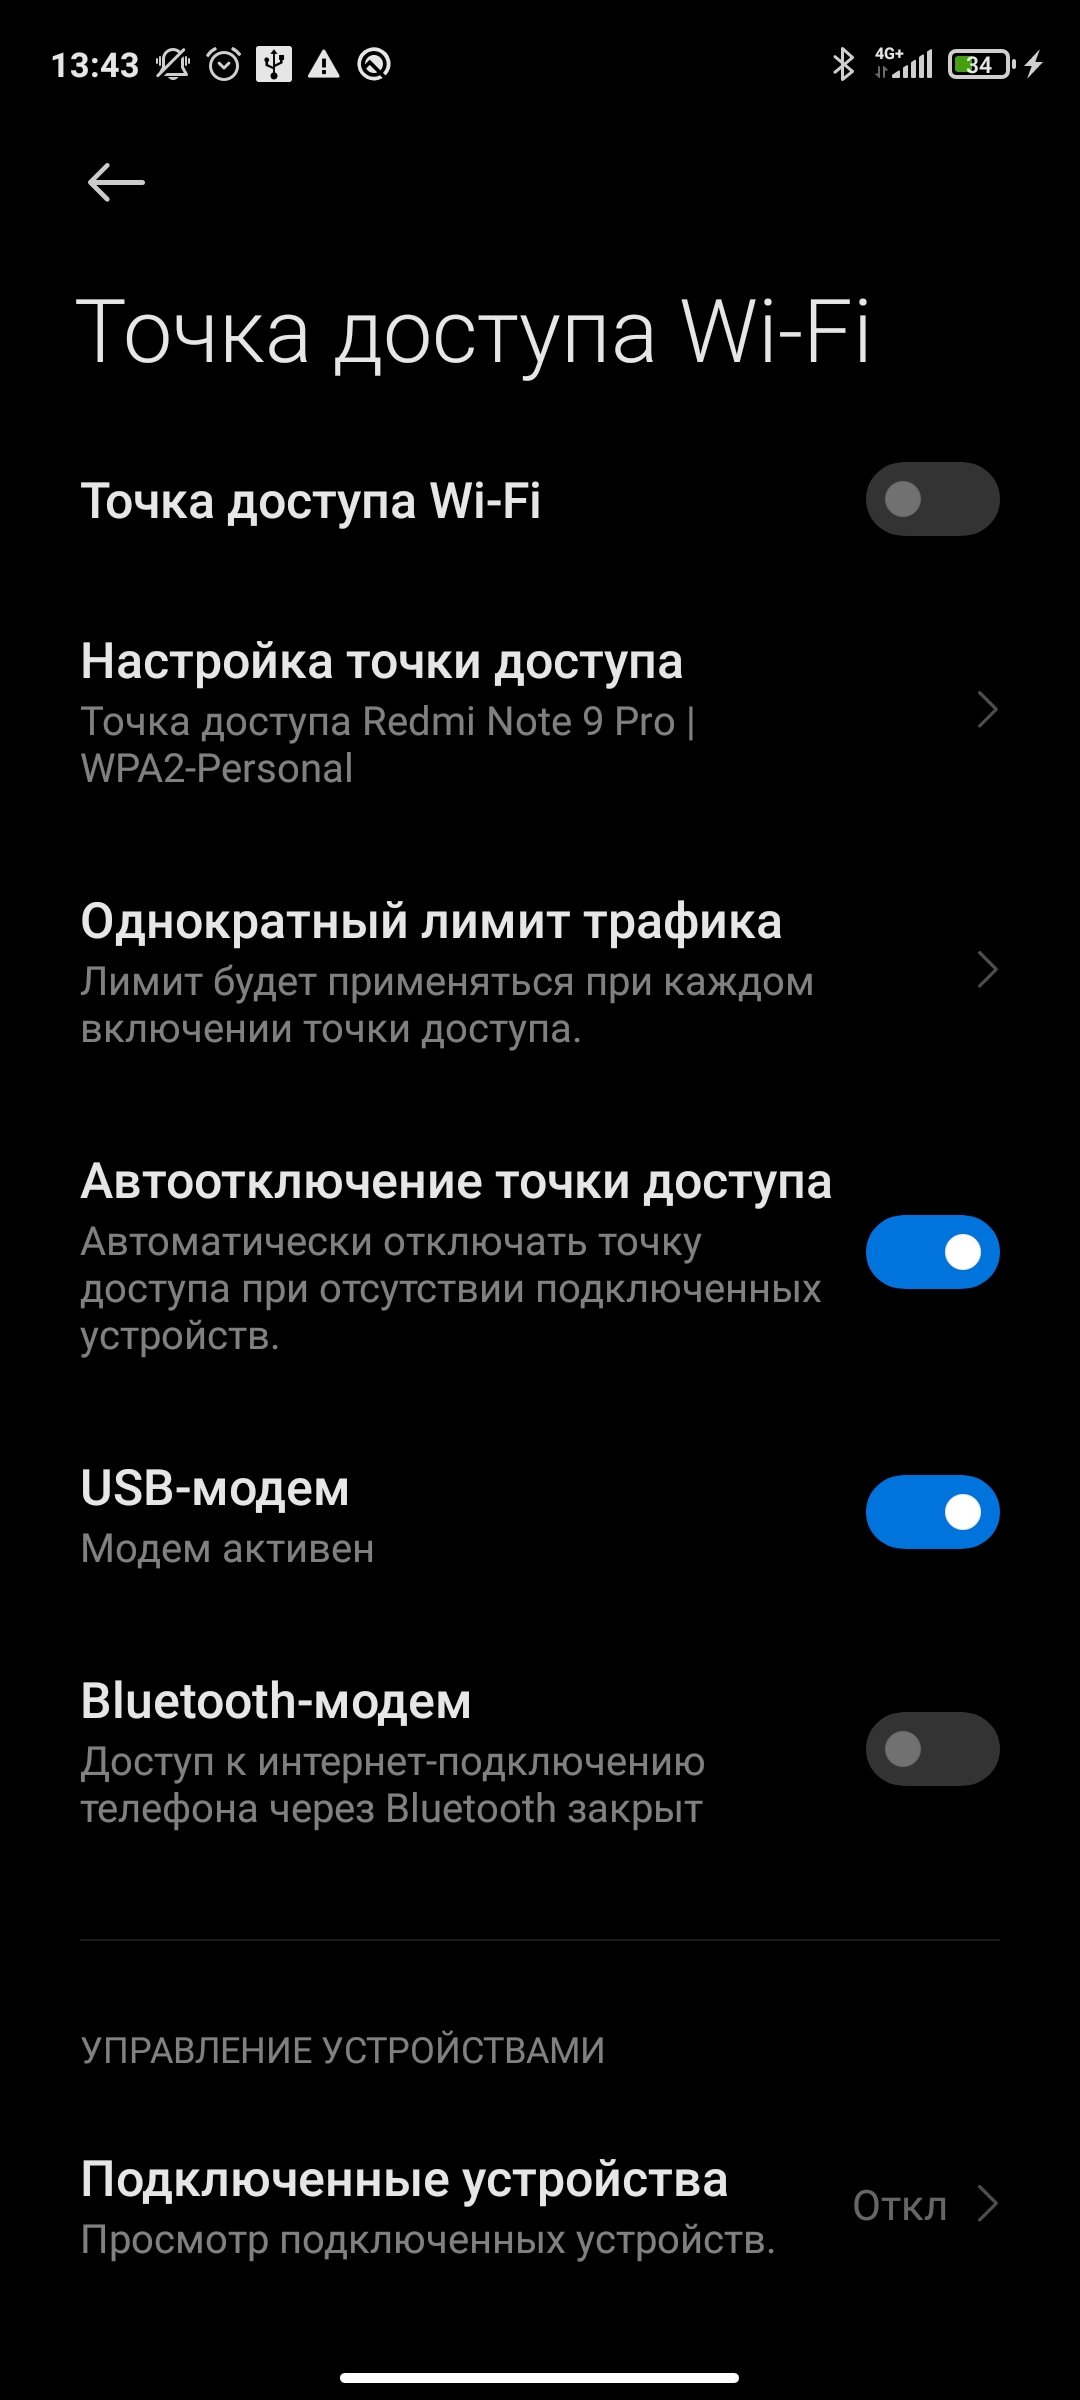 13:43 4G+ 34
Точка доступа Wi-Fi
Точка доступа Wi-Fi
Настройка точки доступа
Точка доступа Redmi Note 9 Pro |
WPA2-Personal
Однократный лимит трафика
Лимит будет применяться при каждом
включении точки доступа.
Автоотключение точки доступа
Автоматически отключать точку
доступа при отсутствии подключенных
устройств.
USB-модем
Модем активен
Bluetooth-модем
Доступ к интернет-подключению
телефона через Bluetooth закрыт
УПРАВЛЕНИЕ УСТРОЙСТВАМИ
Подключенные устройства
Откл
Просмотр подключенных устройств.